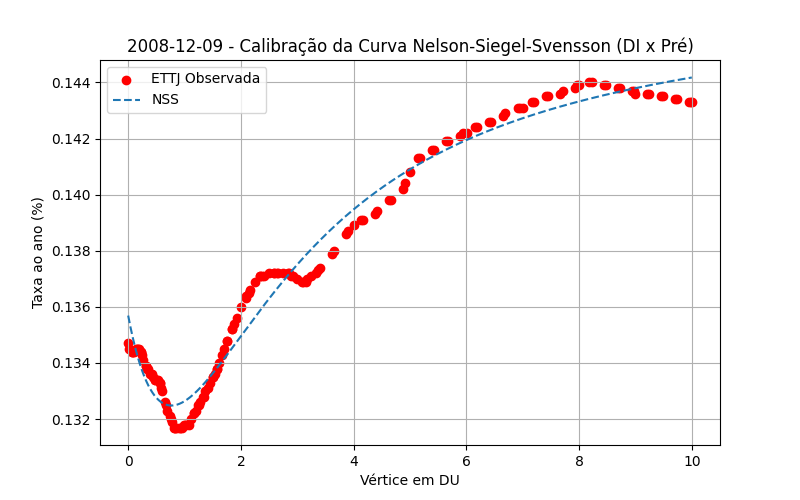 2008-12-09 - Calibração da Curva Nelson-Siegel-Svensson (DI x Pré)
ETTJ Observada
NSS
Taxa ao ano (%)
0.144
0.142
0.140
0.138
0.136
0.134
0.132
0 2 4 6 8 10
Vértice em DU